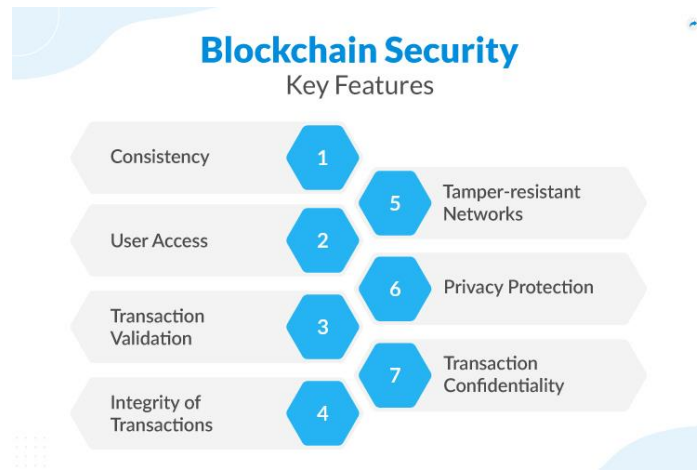 Blockchain Security
Key Features
Consistency
1
User Access
2
Transaction
Validation
3
Integrity of
Transactions
4
5
Tamper-resistant
Networks
6
Privacy Protection
7
Transaction
Confidentiality